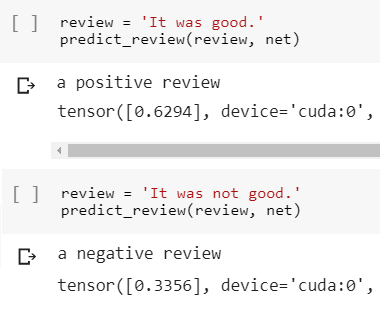 [ ] review = 'It was good.'
predict_review(review, net)
a positive review
tensor([0.6294], device='cuda:0',
[ ] review = 'It was not good.'
predict_review(review, net)
a negative review
tensor([0.3356], device='cuda:0',